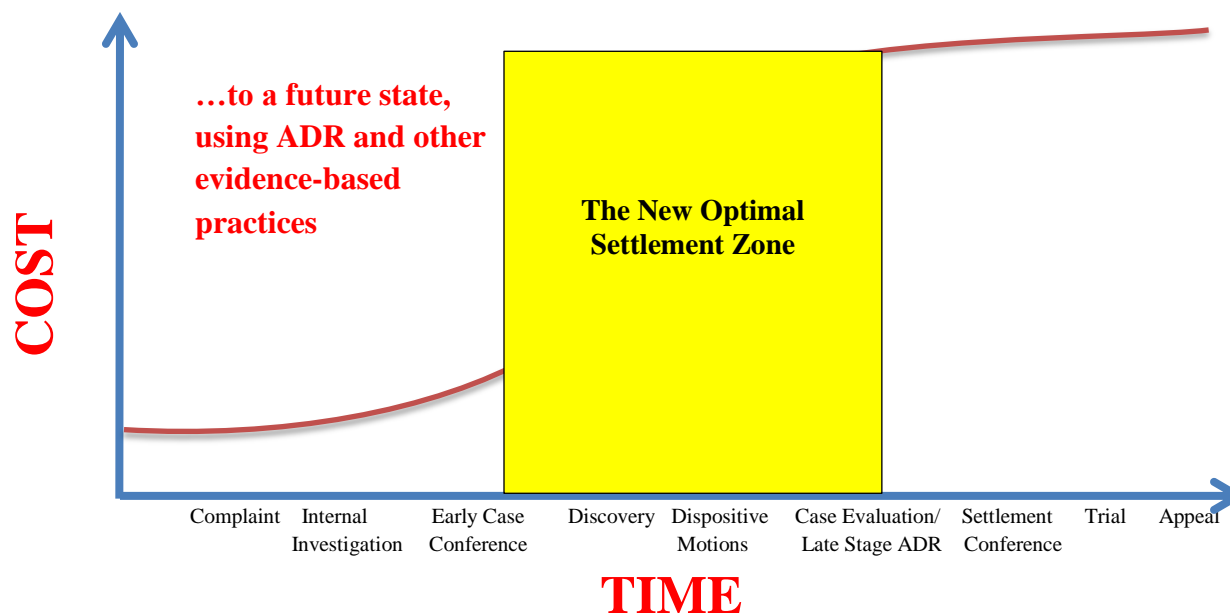 …to a future state,
using ADR and other
evidence-based
practices
The New Optimal
Settlement Zone
COST
Complaint
Internal
Investigation
Early Case
Conference
Discovery
Dispositive
Motions
Case Evaluation/
Late Stage ADR
Settlement
Conference
Trial
Appeal
TIME